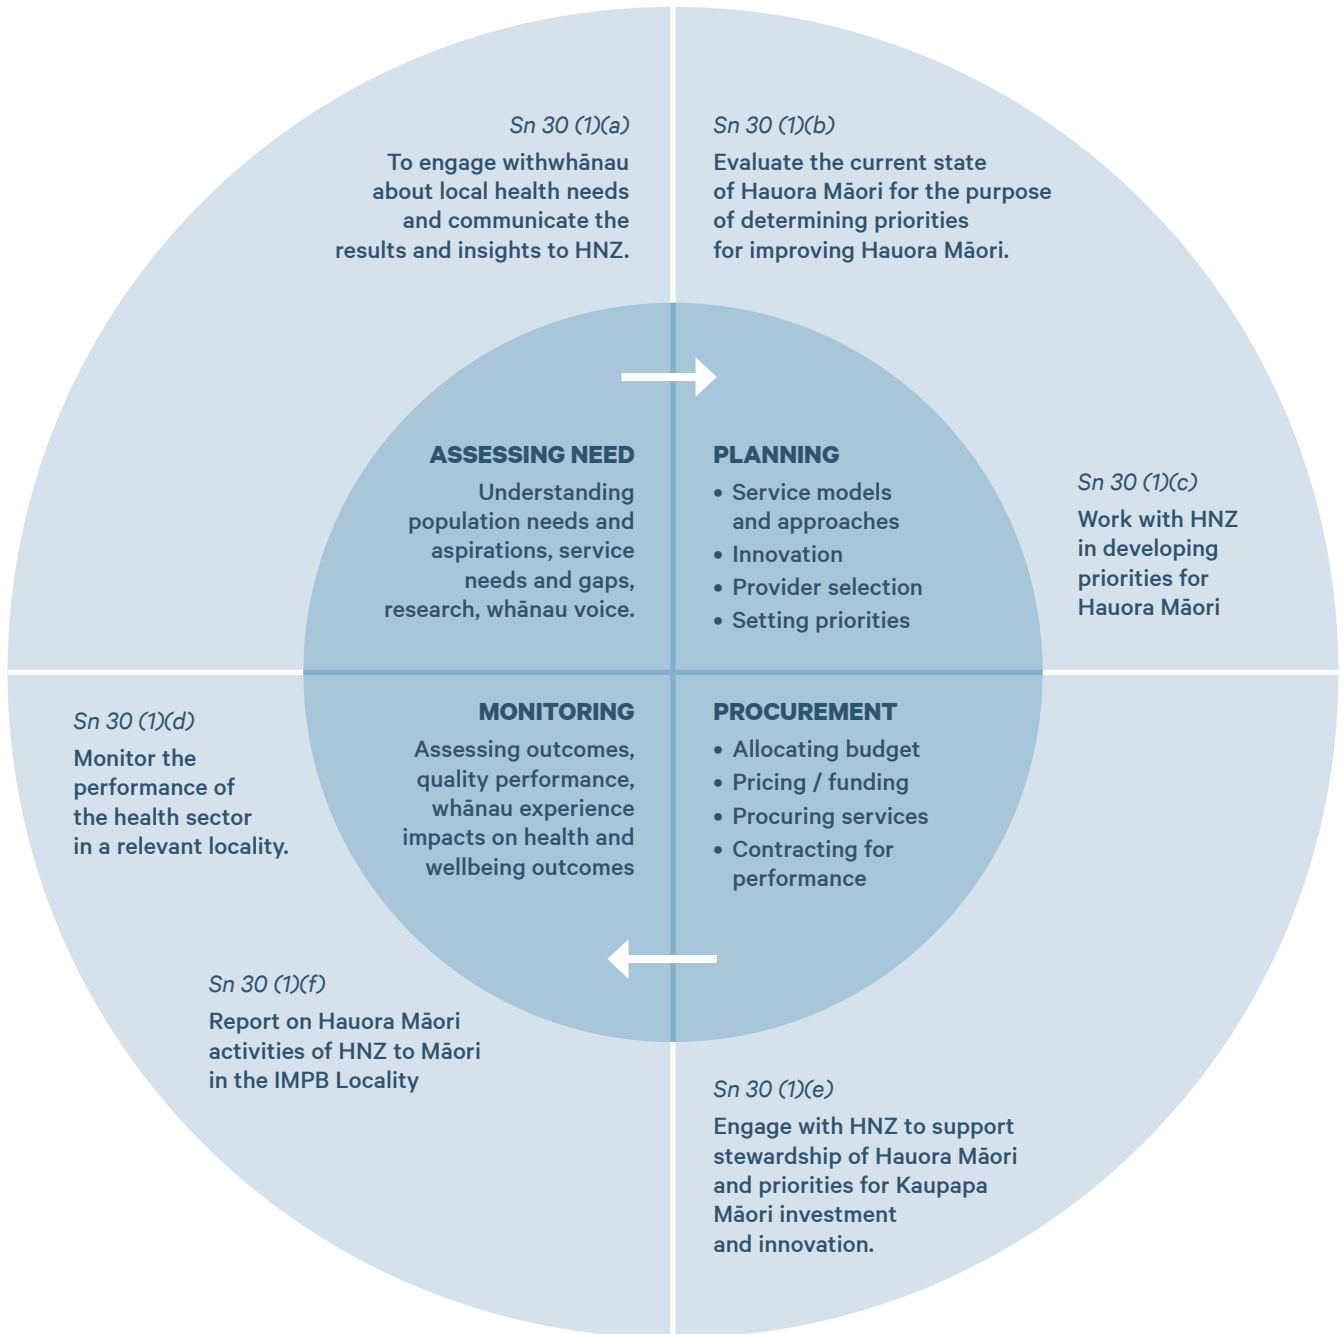 Sn 30 (1)(a)
To engage withwhānau
about local health needs
and communicate the
results and insights to HNZ.
Sn 30 (1)(b)
Evaluate the current state
of Hauora Māori for the purpose
of determining priorities
for improving Hauora Māori.
ASSESSING NEED
Understanding
population needs and
aspirations, service
needs and gaps,
research, whānau voice.
PLANNING
• Service models
and approaches
• Innovation
• Provider selection
• Setting priorities
Sn 30 (1)(c)
Work with HNZ
in developing
priorities for
Hauora Māori
Sn 30 (1)(d)
Monitor the
performance of
the health sector
in a relevant locality.
MONITORING
Assessing outcomes,
quality performance,
whānau experience
impacts on health and
wellbeing outcomes
PROCUREMENT
• Allocating budget
• Pricing / funding
• Procuring services
• Contracting for
performance
Sn 30 (1)(f)
Report on Hauora Māori
activities of HNZ to Māori
in the IMPB Locality
Sn 30 (1)(e)
Engage with HNZ to support
stewardship of Hauora Māori
and priorities for Kaupapa
Māori investment
and innovation.